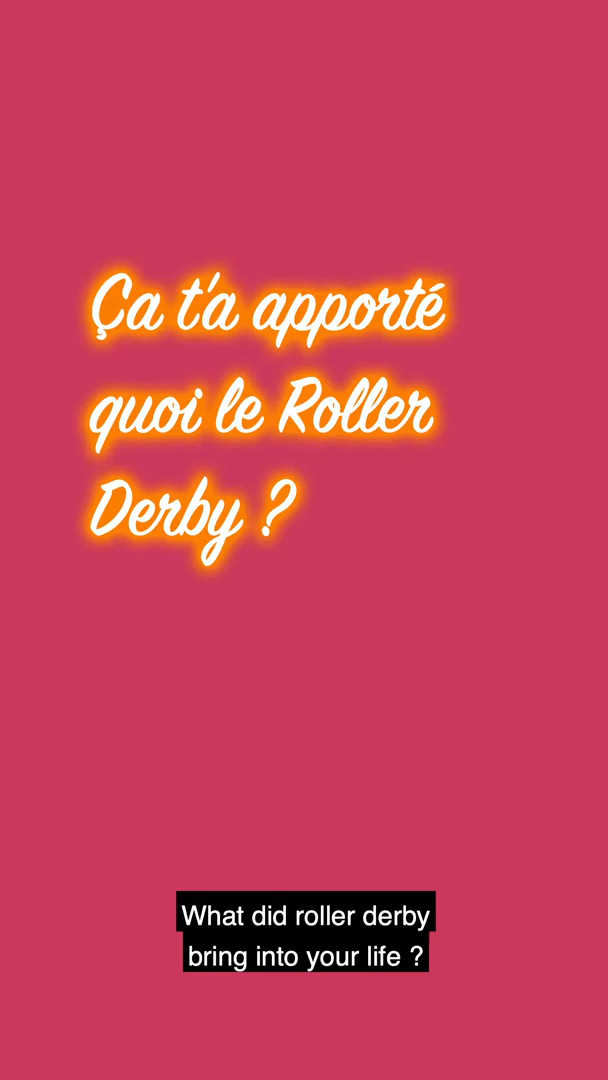 Ça t'a apporté
quoi le Roller
Derby ?
What did roller derby
bring into your life ?